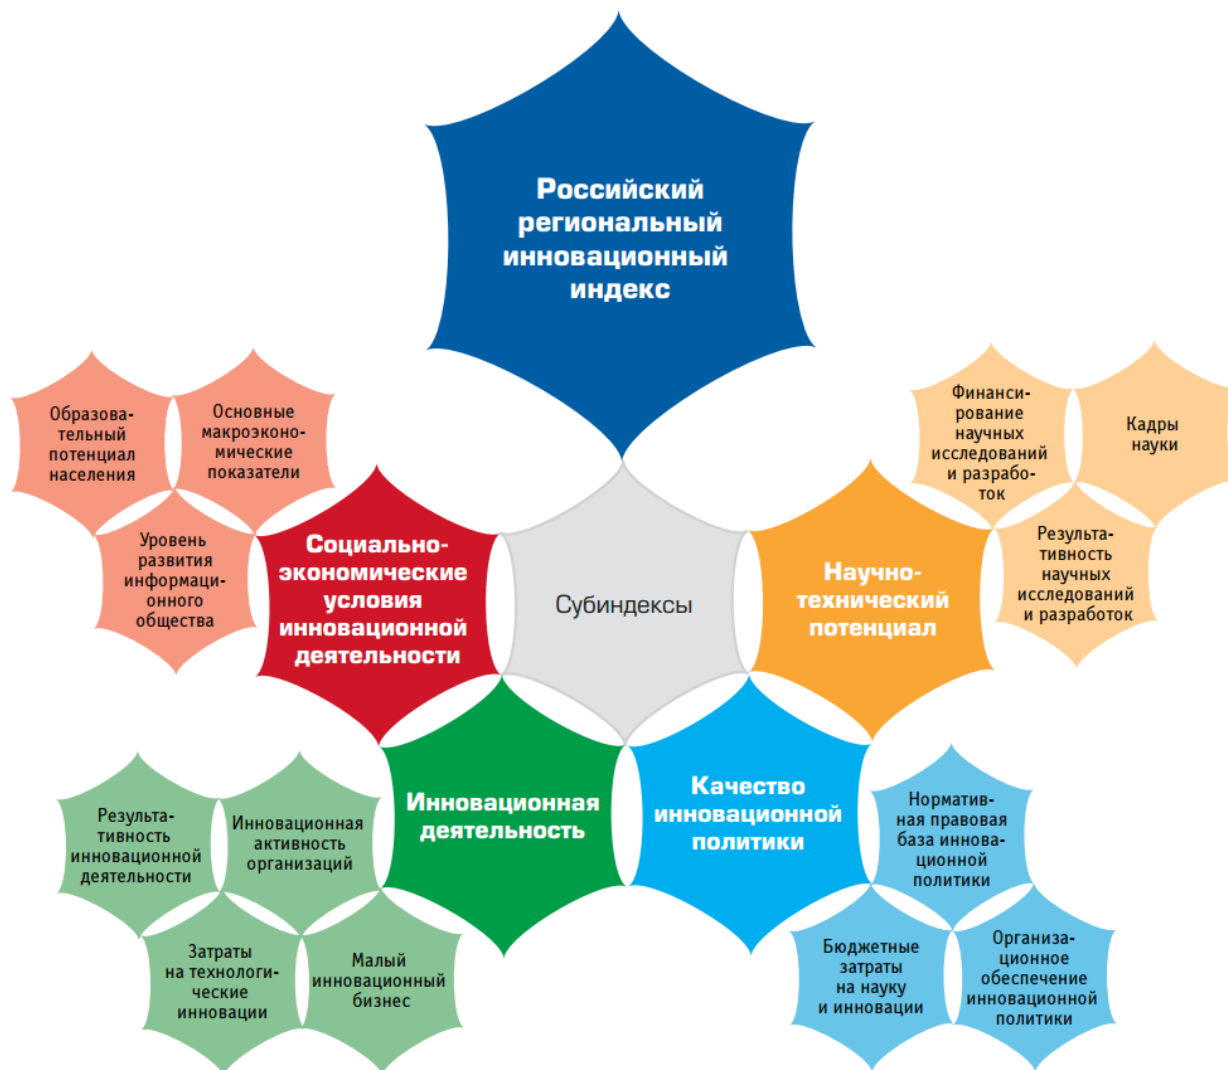 Российский
региональный
инновационный
индекс
Образова-
тельный
потенциал
населения
Основные
макроэконо-
мические
показатели
Уровень
развития
информаци-
онного
общества
Социально-
экономические
условия
инновационной
деятельности
Субиндексы
Научно-
технический
потенциал
Финанси-
рование
научных
исследований
и разрабо-
ток
Кадры
науки
Результа-
тивность
научных
исследований
и разработок
Инновационная
деятельность
Качество
инновационной
политики
Результа-
тивность
инновационной
деятельности
Инновационная
активность
организаций
Затраты
на технологи-
ческие
инновации
Малый
инновационный
бизнес
Норматив-
ная правовая
база иннова-
ционной
политики
Бюджетные
затраты
на науку
и инновации
Организа-
ционное
обеспечение
инновационной
политики